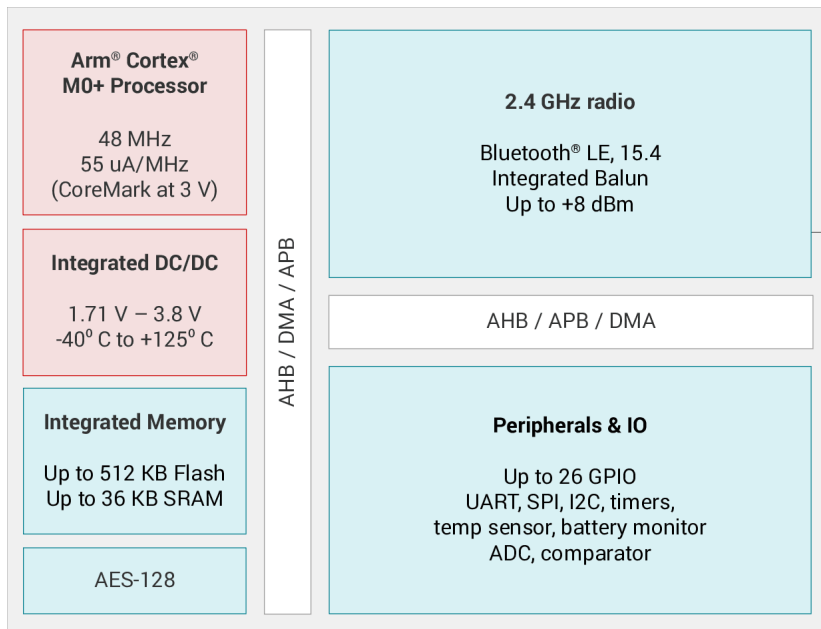 Arm® Cortex®
M0+ Processor
48 MHz
55 uA/MHz
(CoreMark at 3 V)
Integrated DC/DC
1.71 V – 3.8 V
-40⁰ C to +125⁰ C
Integrated Memory
Up to 512 KB Flash
Up to 36 KB SRAM
AES-128
AHB / DMA / APB
2.4 GHz radio
Bluetooth® LE, 15.4
Integrated Balun
Up to +8 dBm
AHB / APB / DMA
Peripherals & IO
Up to 26 GPIO
UART, SPI, I2C, timers,
temp sensor, battery monitor
ADC, comparator